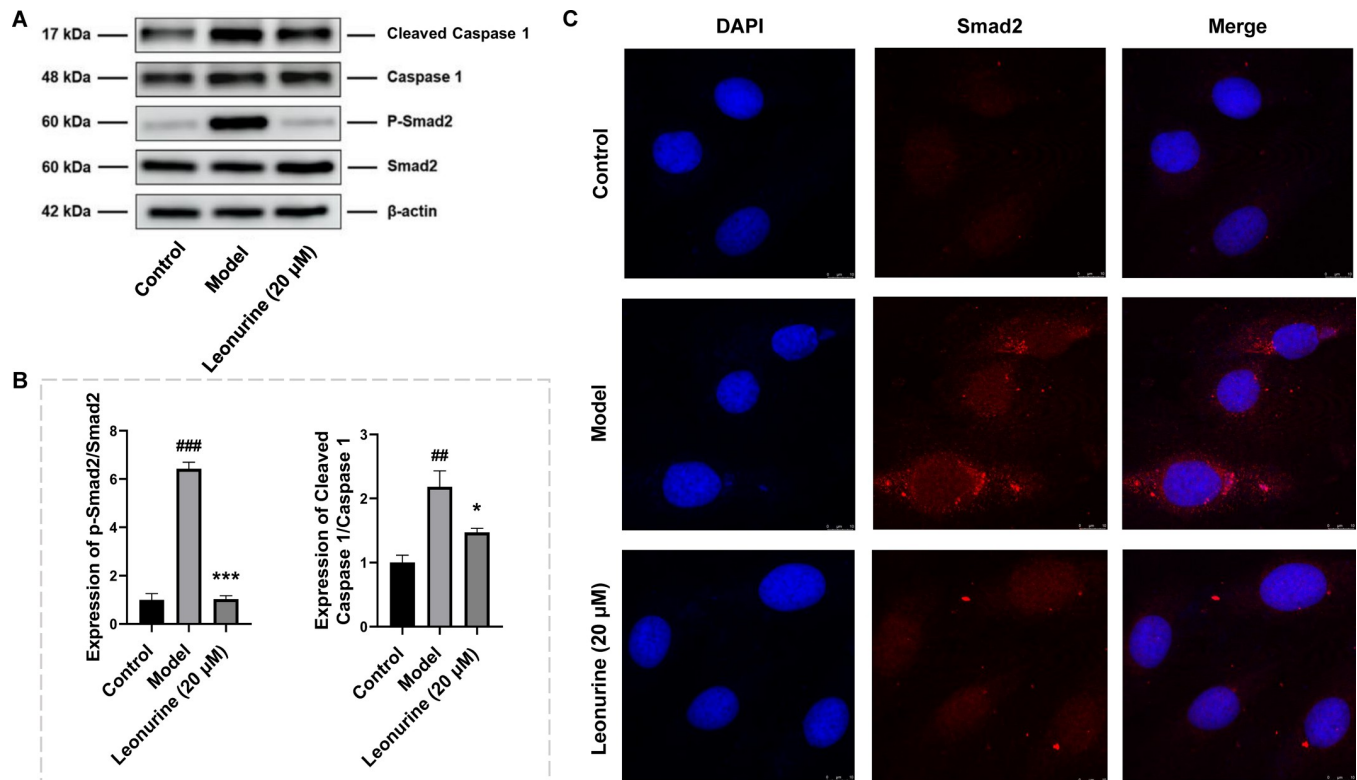 A
17 kDa
Cleaved Caspase 1
48 kDa
Caspase 1
60 kDa
P-Smad2
60 kDa
Smad2
42 kDa
β-actin
Control
Model
Leonurine (20 μM)
B
Expression of p-Smad2/Smad2
8
6
4
2
0
###
***
Control
Model
Leonurine (20 μM)
Expression of Cleaved
Caspase 1/Caspase 1
3
2
1
0
##
*
Control
Model
Leonurine (20 μM)
C
DAPI
Smad2
Merge
Control
Model
Leonurine (20 μM)